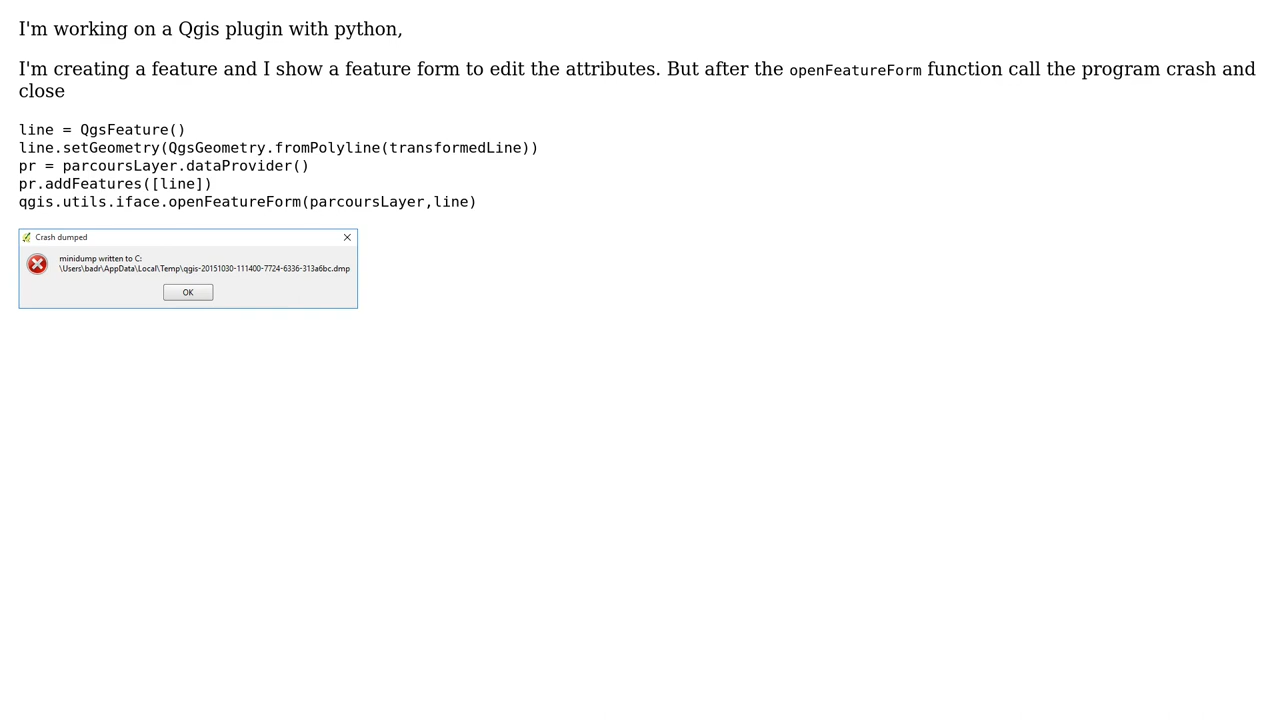 I'm working on a Qgis plugin with python,
I'm creating a feature and I show a feature form to edit the attributes. But after the openFeatureForm function call the program crash and
close
line = QgsFeature()
line.setGeometry(QgsGeometry.fromPolyline(transformedLine))
pr = parcoursLayer.dataProvider()
pr.addFeatures([line])
qgis.utils.iface.openFeatureForm(parcoursLayer,line)
Crash dumped
minidump written to C:
\Users\badr\AppData\Local\Temp\qgis-20151030-111400-7724-6336-313a6bc.dmp
OK